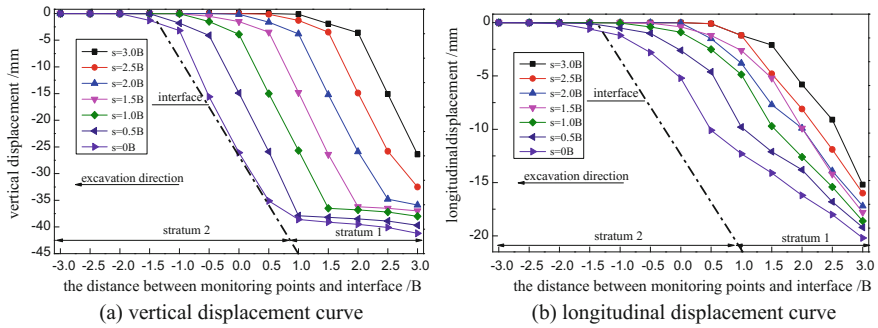 0
-5
-10
-15
-20
-25
-30
-35
-40
-45
vertical displacement /mm
s=3.0B
s=2.5B
s=2.0B
s=1.5B
s=1.0B
s=0.5B
s=0B
interface
excavation direction
stratum 2
stratum 1
-3.0 -2.5 -2.0 -1.5 -1.0 -0.5 0.0 0.5 1.0 1.5 2.0 2.5 3.0
the distance between monitoring points and interface /B
(a) vertical displacement curve
0
-5
-10
-15
-20
longitudinaldisplacement /mm
s=3.0B
s=2.5B
s=2.0B
s=1.5B
s=1.0B
s=0.5B
s=0B
interface
excavation direction
stratum 2
stratum 1
-3.0 -2.5 -2.0 -1.5 -1.0 -0.5 0.0 0.5 1.0 1.5 2.0 2.5 3.0
the distance between monitoring points and interface /B
(b) longitudinal displacement curve